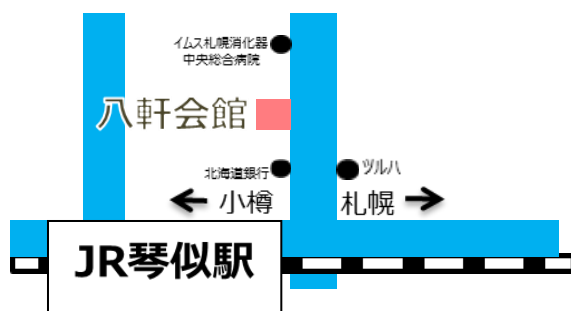 イムス札幌消化器
中央総合病院
八軒会館
北海道銀行
ツルハ
小樽
札幌
JR琴似駅